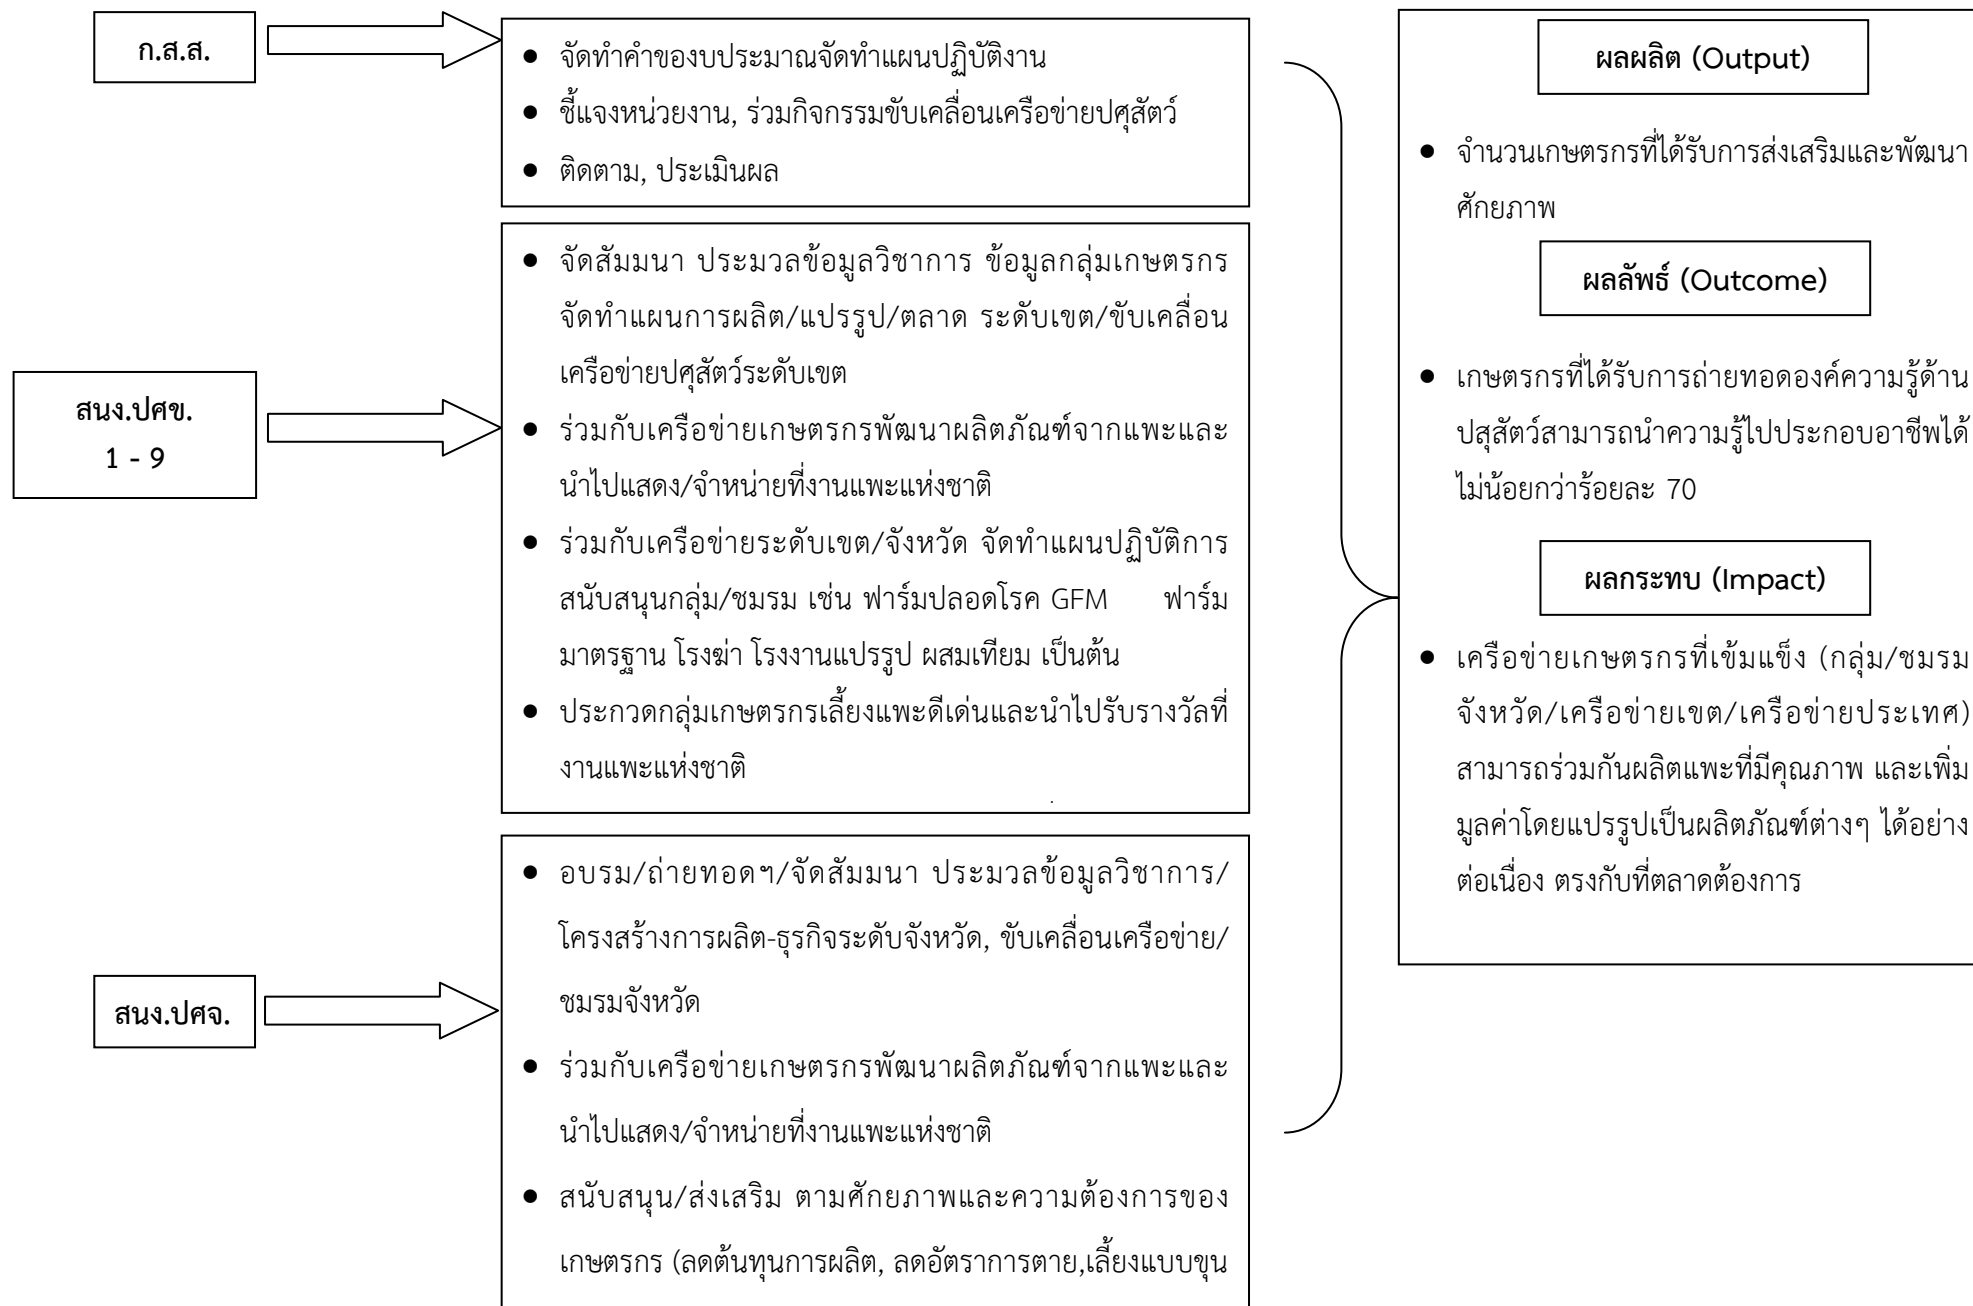 ก.ส.ส.
● จัดทำคำของบประมาณจัดทำแผนปฏิบัติงาน
● ชี้แจงหน่วยงาน, ร่วมกิจกรรมขับเคลื่อนเครือข่ายปศุสัตว์
● ติดตาม, ประเมินผล
สนง.ปศข.
1 - 9
● จัดสัมมนา ประมวลข้อมูลวิชาการ ข้อมูลกลุ่มเกษตรกร
จัดทำแผนการผลิต/แปรรูป/ตลาด ระดับเขต/ขับเคลื่อน
เครือข่ายปศุสัตว์ระดับเขต
● ร่วมกับเครือข่ายเกษตรกรพัฒนาผลิตภัณฑ์จากแพะและ
นำไปแสดง/จำหน่ายที่งานแพะแห่งชาติ
● ร่วมกับเครือข่ายระดับเขต/จังหวัด จัดทำแผนปฏิบัติการ
สนับสนุนกลุ่ม/ชมรม เช่น ฟาร์มปลอดโรค GFM ฟาร์ม
มาตรฐาน โรงฆ่า โรงงานแปรรูป ผสมเทียม เป็นต้น
● ประกวดกลุ่มเกษตรกรเลี้ยงแพะดีเด่นและนำไปรับรางวัลที่
งานแพะแห่งชาติ
สนง.ปศจ.
● อบรม/ถ่ายทอดฯ/จัดสัมมนา ประมวลข้อมูลวิชาการ/
โครงสร้างการผลิต-ธุรกิจระดับจังหวัด, ขับเคลื่อนเครือข่าย/
ชมรมจังหวัด
● ร่วมกับเครือข่ายเกษตรกรพัฒนาผลิตภัณฑ์จากแพะและ
นำไปแสดง/จำหน่ายที่งานแพะแห่งชาติ
● สนับสนุน/ส่งเสริม ตามศักยภาพและความต้องการของ
เกษตรกร (ลดต้นทุนการผลิต, ลดอัตราการตาย,เลี้ยงแบบขุน
ผลผลิต (Output)
● จำนวนเกษตรกรที่ได้รับการส่งเสริมและพัฒนา
ศักยภาพ
ผลลัพธ์ (Outcome)
● เกษตรกรที่ได้รับการถ่ายทอดองค์ความรู้ด้าน
ปสุสัตว์สามารถนำความรู้ไปประกอบอาชีพได้
ไม่น้อยกว่าร้อยละ 70
ผลกระทบ (Impact)
● เครือข่ายเกษตรกรที่เข้มแข็ง (กลุ่ม/ชมรม
จังหวัด/เครือข่ายเขต/เครือข่ายประเทศ)
สามารถร่วมกันผลิตแพะที่มีคุณภาพ และเพิ่ม
มูลค่าโดยแปรรูปเป็นผลิตภัณฑ์ต่างๆ ได้อย่าง
ต่อเนื่อง ตรงกับที่ตลาดต้องการ